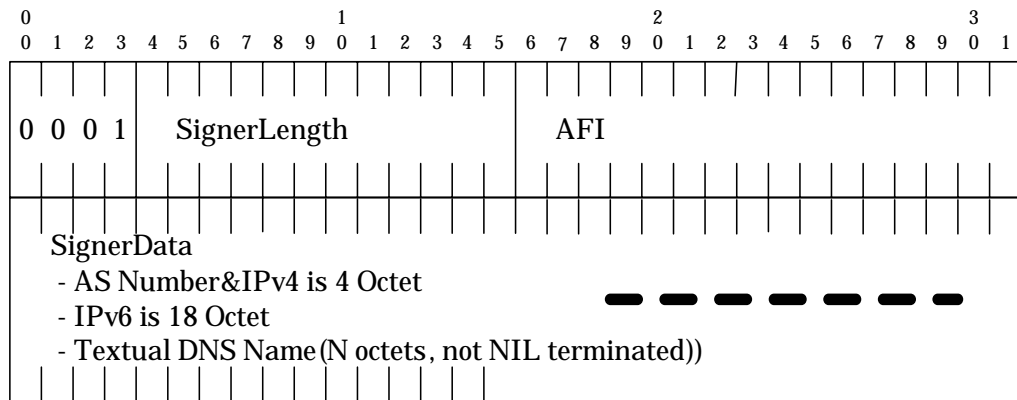 0 1 2 3
0 1 2 3 4 5 6 7 8 9 0 1 2 3 4 5 6 7 8 9 0 1 2 3 4 5 6 7 8 9 0 1
0 0 0 1 SignerLength AFI
SignerData
- AS Number&IPv4 is 4 Octet
- IPv6 is 18 Octet
- Textual DNS Name(N octets, not NIL terminated))